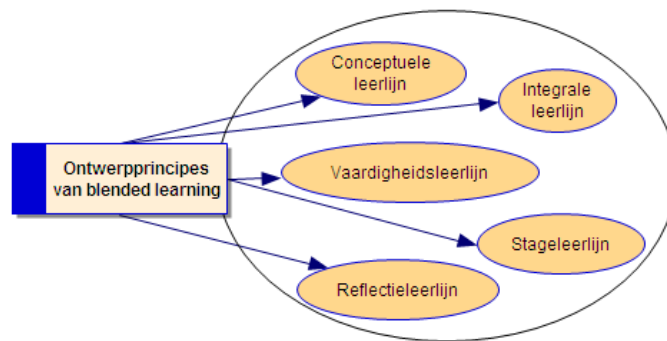 Conceptuele
leerlijn
Integrale
leerlijn
Ontwerpprincipes
van blended learning
Vaardigheidsleerlijn
Stageleerlijn
Reflectieleerlijn